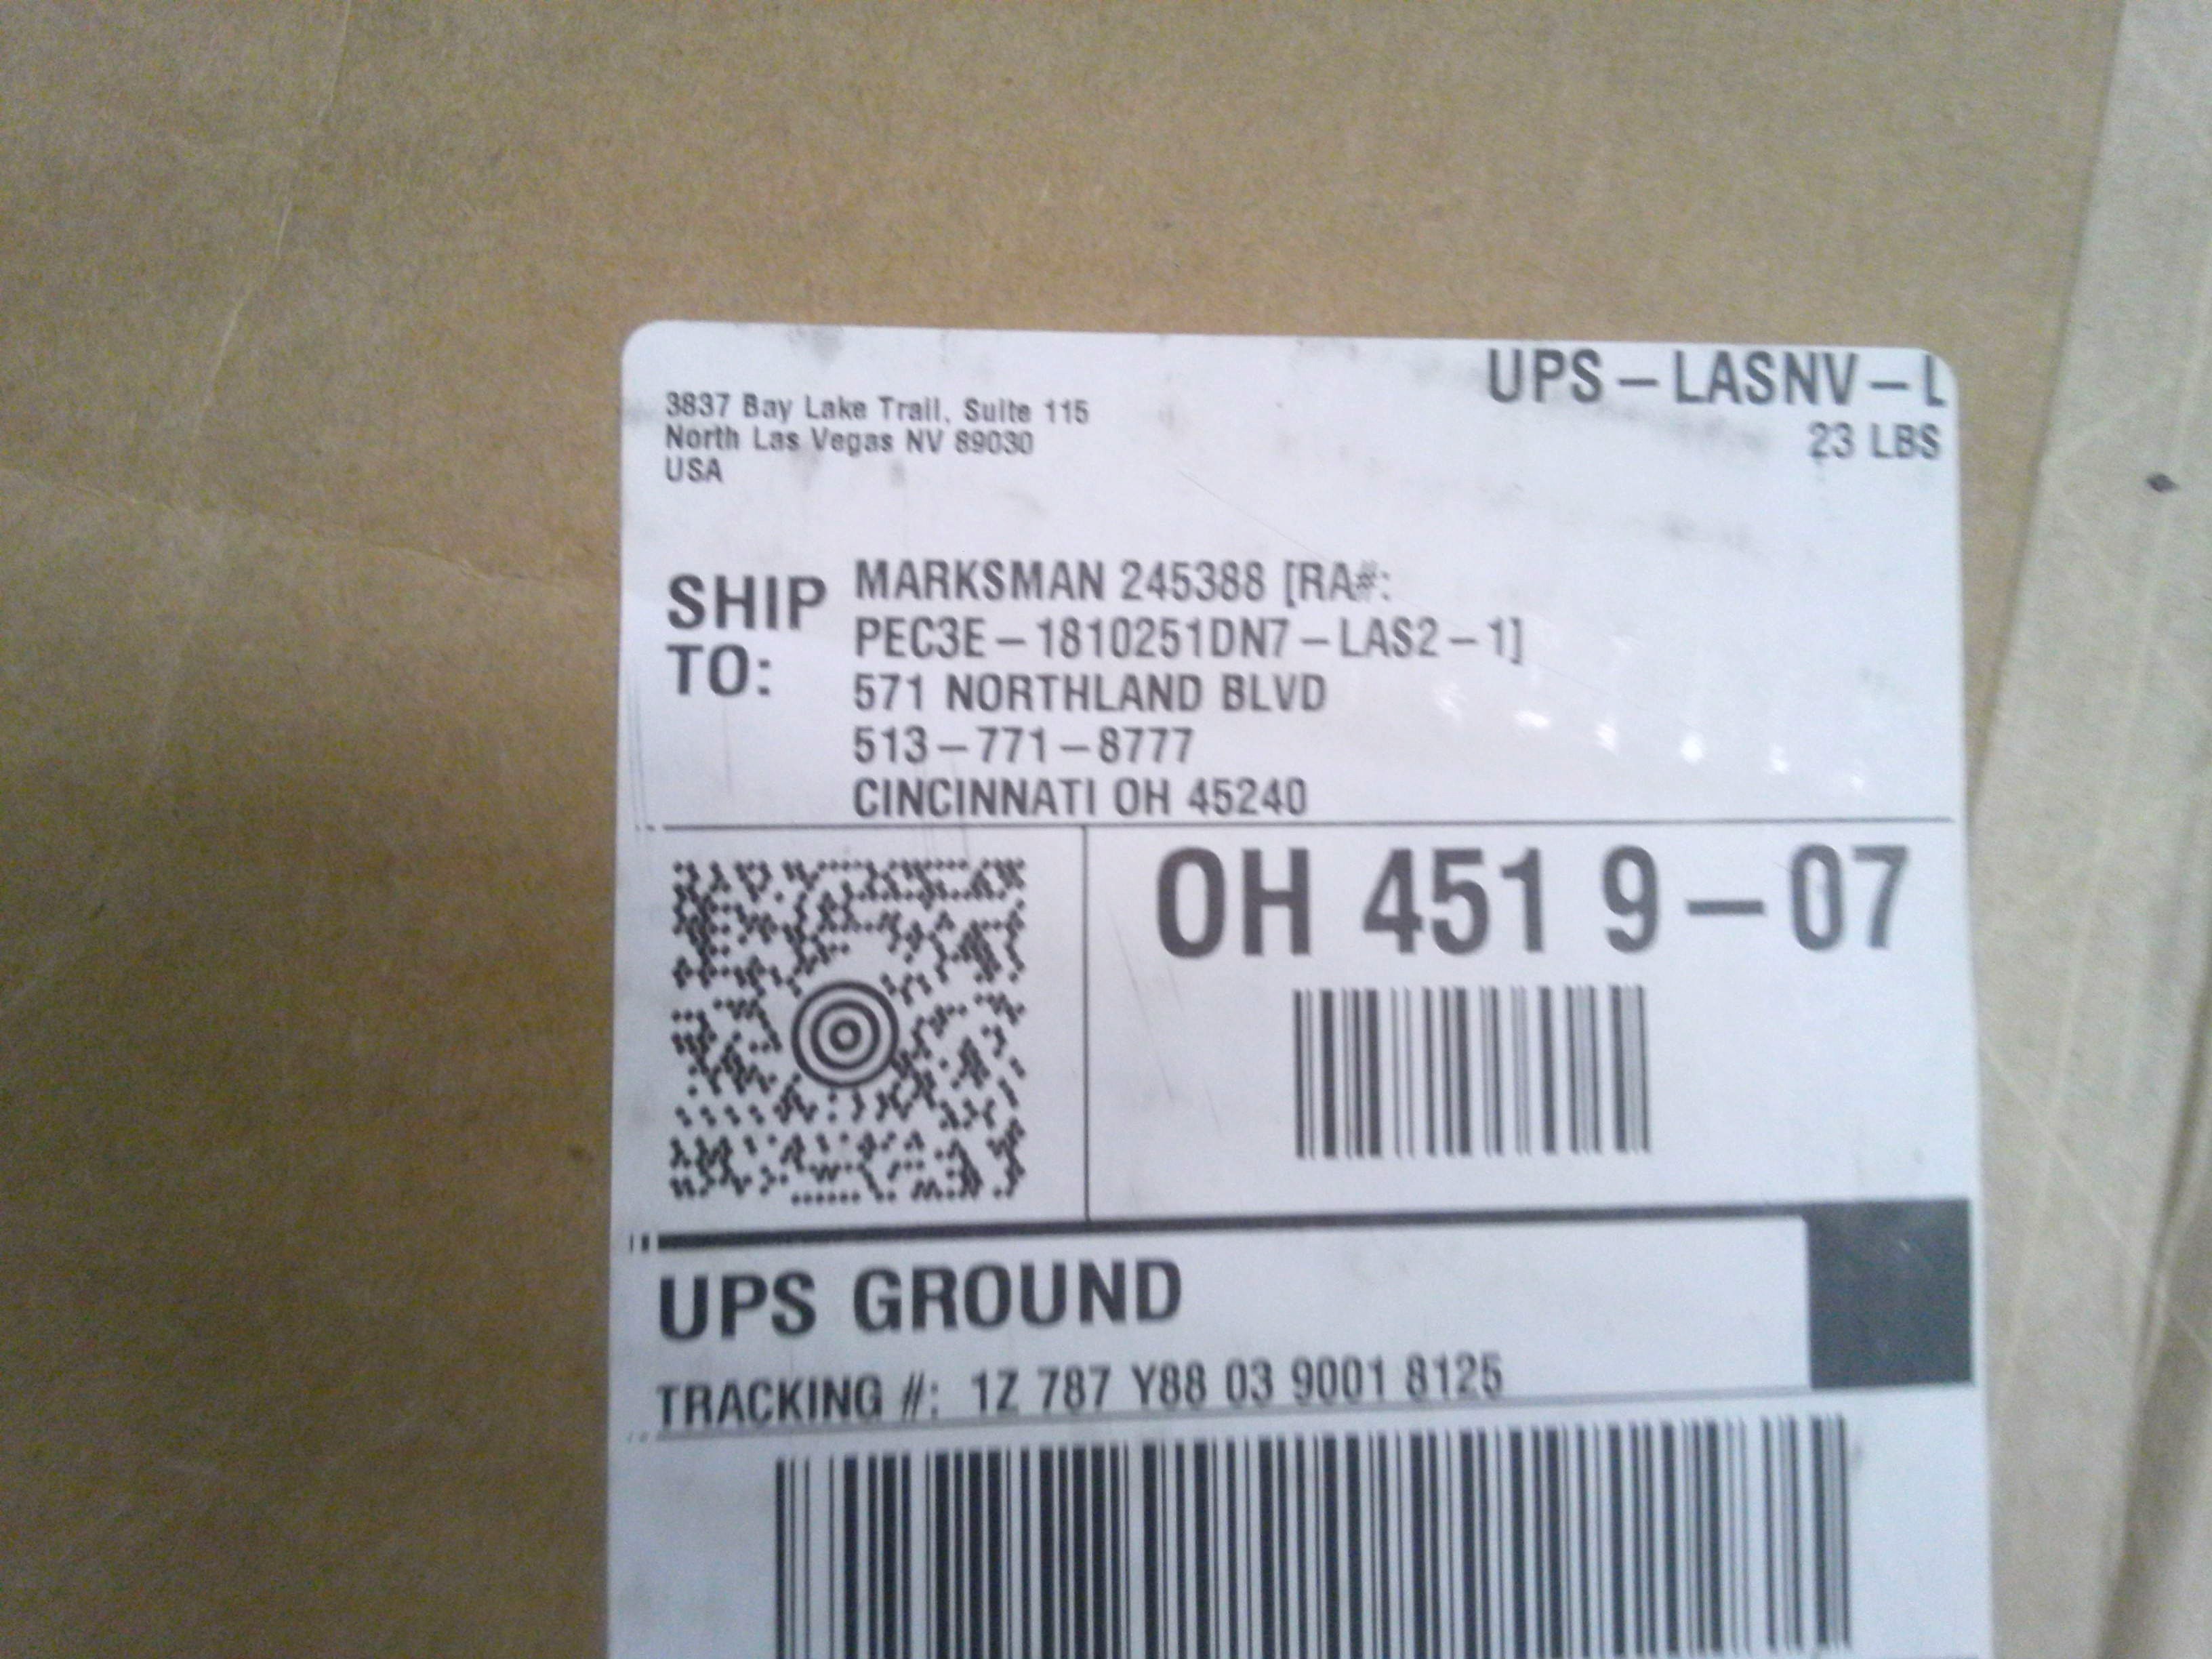 3837 Bay Lake Trail, Suite 115
North Las Vegas NV 89030
USA
UPS-LASNV-L
23 LBS
SHIP TO:
MARKSMAN 245388 [RA#:
PEC3E-1810251DN7-LAS2-1]
571 NORTHLAND BLVD
513-771-8777
CINCINNATI OH 45240
OH 451 9-07
UPS GROUND
TRACKING #: 1Z 787 Y88 03 9001 8125